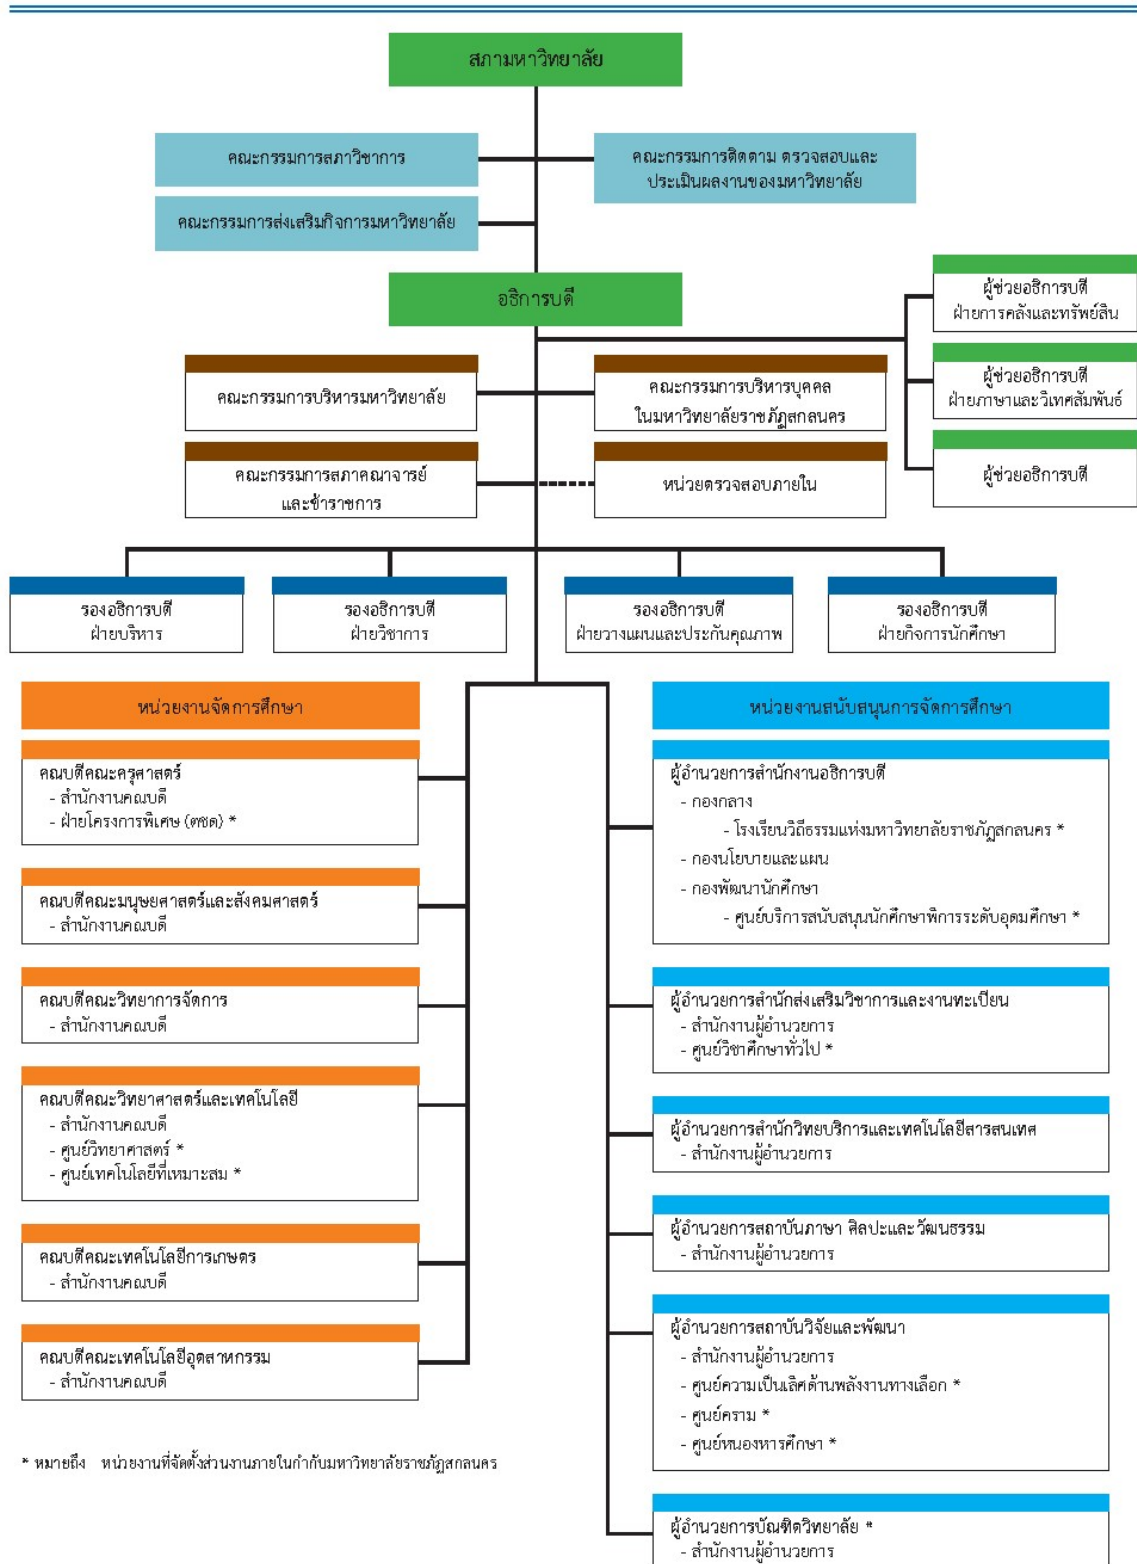 สภามหาวิทยาลัย
คณะกรรมการสภาวิชาการ
คณะกรรมการติดตาม ตรวจสอบและ
ประเมินผลงานของมหาวิทยาลัย
คณะกรรมการส่งเสริมกิจการมหาวิทยาลัย
อธิการบดี
ผู้ช่วยอธิการบดี
ฝ่ายการคลังและทรัพย์สิน
ผู้ช่วยอธิการบดี
ฝ่ายภาษาและวิเทศสัมพันธ์
ผู้ช่วยอธิการบดี
คณะกรรมการบริหารมหาวิทยาลัย
คณะกรรมการบริหารบุคคล
ในมหาวิทยาลัยราชภัฏสกลนคร
คณะกรรมการสภาคณาจารย์
และข้าราชการ
หน่วยตรวจสอบภายใน
รองอธิการบดี
ฝ่ายบริหาร
รองอธิการบดี
ฝ่ายวิชาการ
รองอธิการบดี
ฝ่ายวางแผนและประกันคุณภาพ
รองอธิการบดี
ฝ่ายกิจการนักศึกษา
หน่วยงานจัดการศึกษา
คณบดีคณะครุศาสตร์
- สำนักงานคณบดี
- ฝ่ายโครงการพิเศษ (ตชด) *
คณบดีคณะมนุษยศาสตร์และสังคมศาสตร์
- สำนักงานคณบดี
คณบดีคณะวิทยาการจัดการ
- สำนักงานคณบดี
คณบดีคณะวิทยาศาสตร์และเทคโนโลยี
- สำนักงานคณบดี
- ศูนย์วิทยาศาสตร์ *
- ศูนย์เทคโนโลยีที่เหมาะสม *
คณบดีคณะเทคโนโลยีการเกษตร
- สำนักงานคณบดี
คณบดีคณะเทคโนโลยีอุตสาหกรรม
- สำนักงานคณบดี
* หมายถึง หน่วยงานที่จัดตั้งส่วนงานภายในกำกับมหาวิทยาลัยราชภัฏสกลนคร
หน่วยงานสนับสนุนการจัดการศึกษา
ผู้อำนวยการสำนักงานอธิการบดี
- กองกลาง
- โรงเรียนวิถีธรรมแห่งมหาวิทยาลัยราชภัฏสกลนคร *
- กองนโยบายและแผน
- กองพัฒนานักศึกษา
- ศูนย์บริการสนับสนุนนักศึกษาพิการระดับอุดมศึกษา *
ผู้อำนวยการสำนักส่งเสริมวิชาการและงานทะเบียน
- สำนักงานผู้อำนวยการ
- ศูนย์วิชาศึกษาทั่วไป *
ผู้อำนวยการสำนักวิทยบริการและเทคโนโลยีสารสนเทศ
- สำนักงานผู้อำนวยการ
ผู้อำนวยการสถาบันภาษา ศิลปะและวัฒนธรรม
- สำนักงานผู้อำนวยการ
ผู้อำนวยการสถาบันวิจัยและพัฒนา
- สำนักงานผู้อำนวยการ
- ศูนย์ความเป็นเลิศด้านพลังงานทางเลือก *
- ศูนย์คราม *
- ศูนย์หนองหารศึกษา *
ผู้อำนวยการบัณฑิตวิทยาลัย *
- สำนักงานผู้อำนวยการ